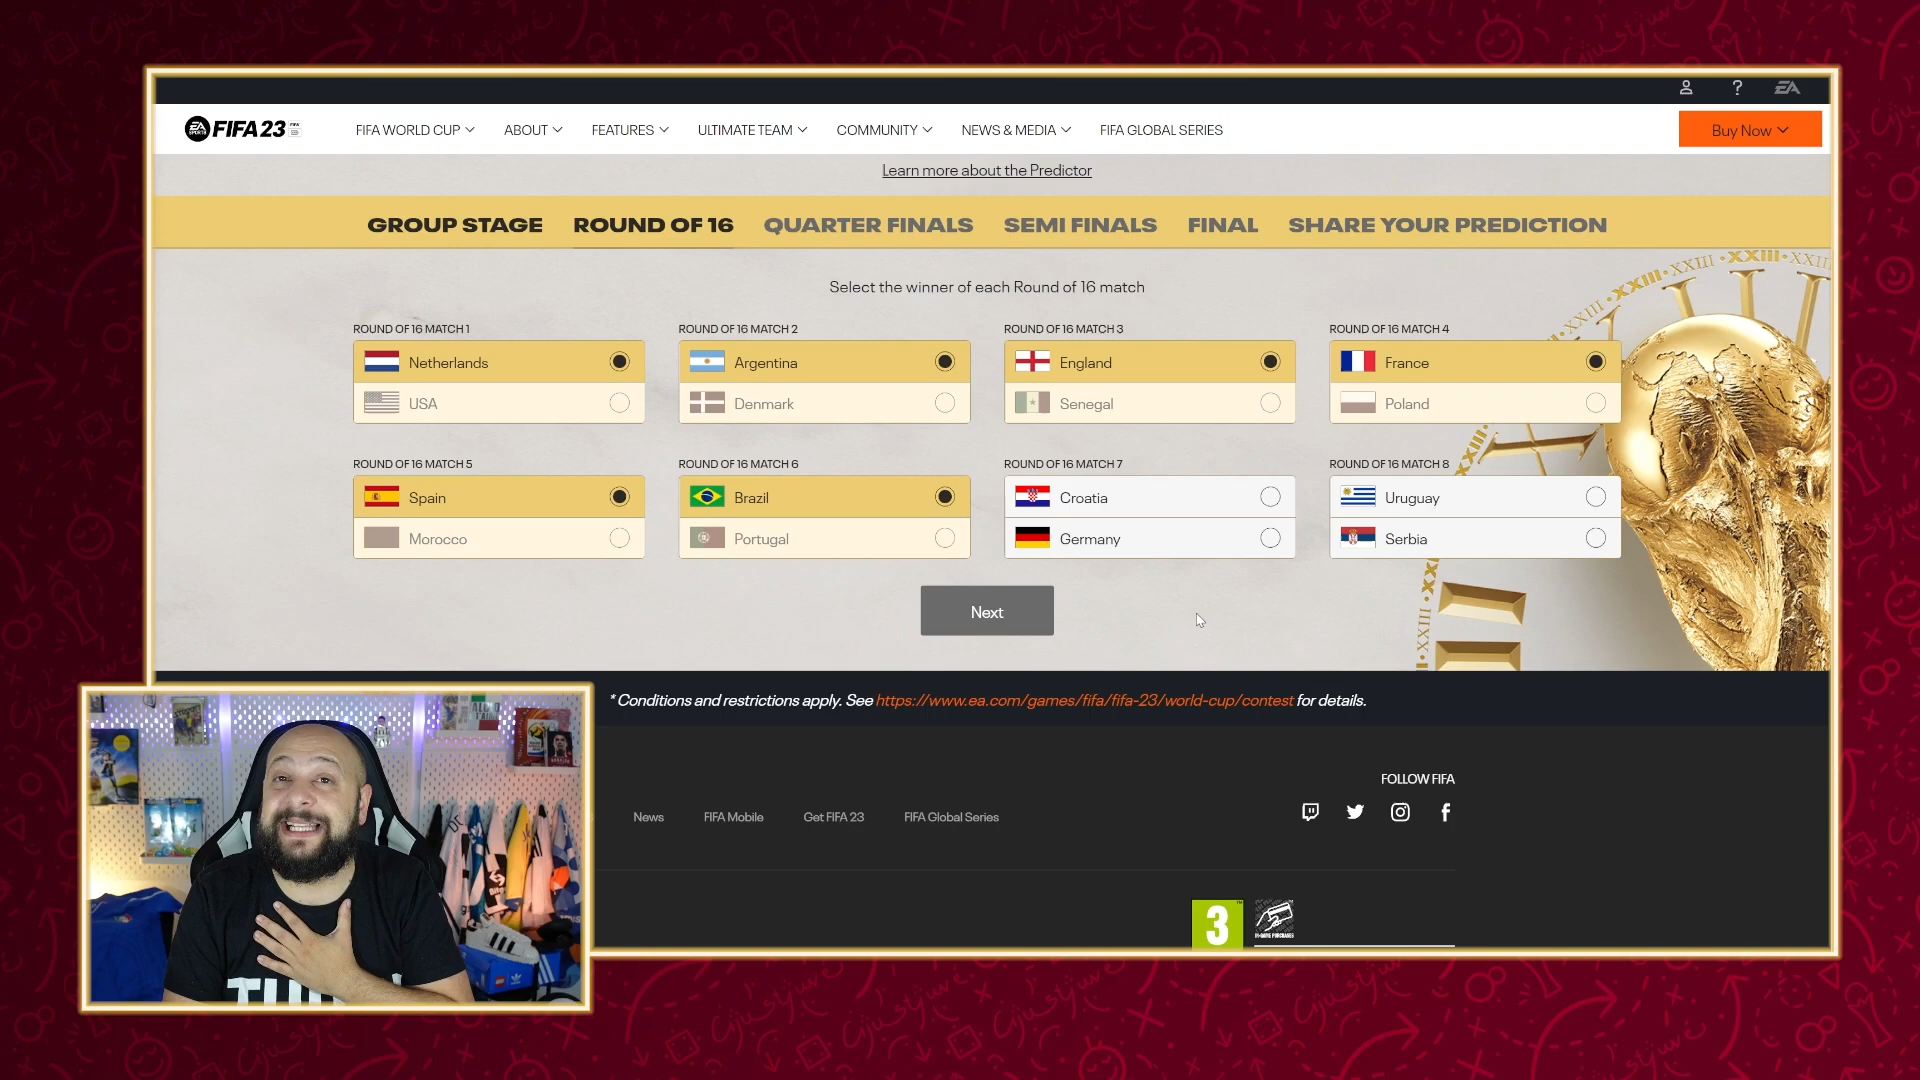 EA
EA SPORTS FIFA 23
FIFA WORLD CUP
ABOUT
FEATURES
ULTIMATE TEAM
COMMUNITY
NEWS & MEDIA
FIFA GLOBAL SERIES
Buy Now
Learn more about the Predictor
GROUP STAGE
ROUND OF 16
QUARTER FINALS
SEMI FINALS
FINAL
SHARE YOUR PREDICTION
Select the winner of each Round of 16 match
ROUND OF 16 MATCH 1
Netherlands
USA
ROUND OF 16 MATCH 2
Argentina
Denmark
ROUND OF 16 MATCH 3
England
Senegal
ROUND OF 16 MATCH 4
France
Poland
ROUND OF 16 MATCH 5
Spain
Morocco
ROUND OF 16 MATCH 6
Brazil
Portugal
ROUND OF 16 MATCH 7
Croatia
Germany
ROUND OF 16 MATCH 8
Uruguay
Serbia
Next
* Conditions and restrictions apply. See https://www.ea.com/games/fifa/fifa-23/world-cup/contest for details.
FOLLOW FIFA
News
FIFA Mobile
Get FIFA 23
FIFA Global Series
3
IN-GAME PURCHASES